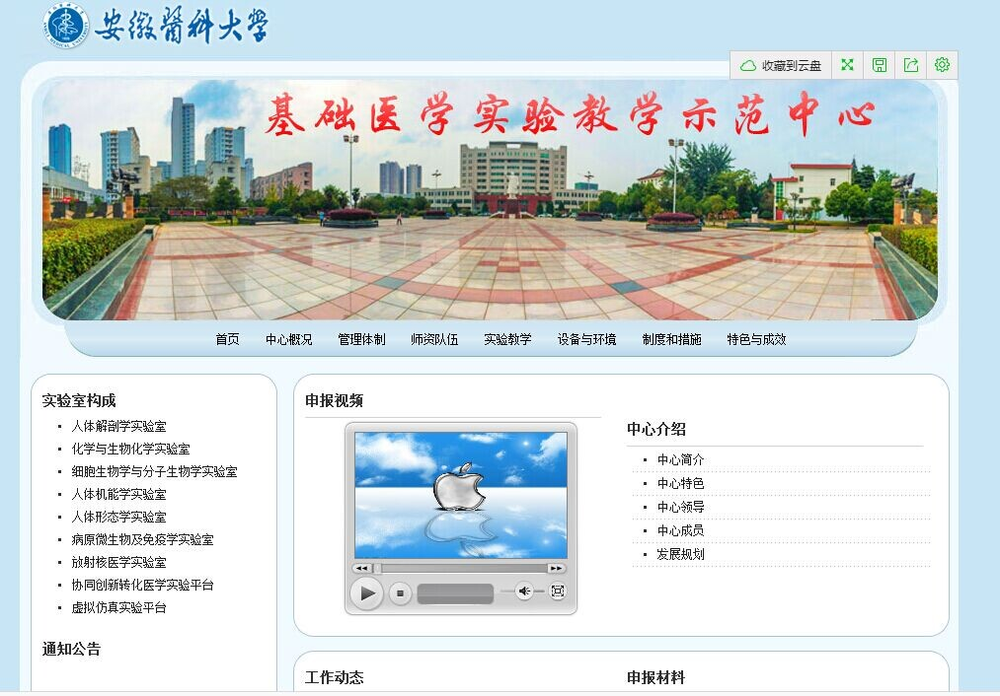 安徽醫科大學
收藏到云盘
基础医学实验教学示范中心
首页 中心概况 管理体制 师资队伍 实验教学 设备与环境 制度和措施 特色与成效
实验室构成
人体解剖学实验室
化学与生物化学实验室
细胞生物学与分子生物学实验室
人体机能学实验室
人体形态学实验室
病原微生物及免疫学实验室
放射核医学实验室
协同创新转化医学实验平台
虚拟仿真实验平台
通知公告
申报视频
中心介绍
中心简介
中心特色
中心领导
中心成员
发展规划
工作动态
申报材料